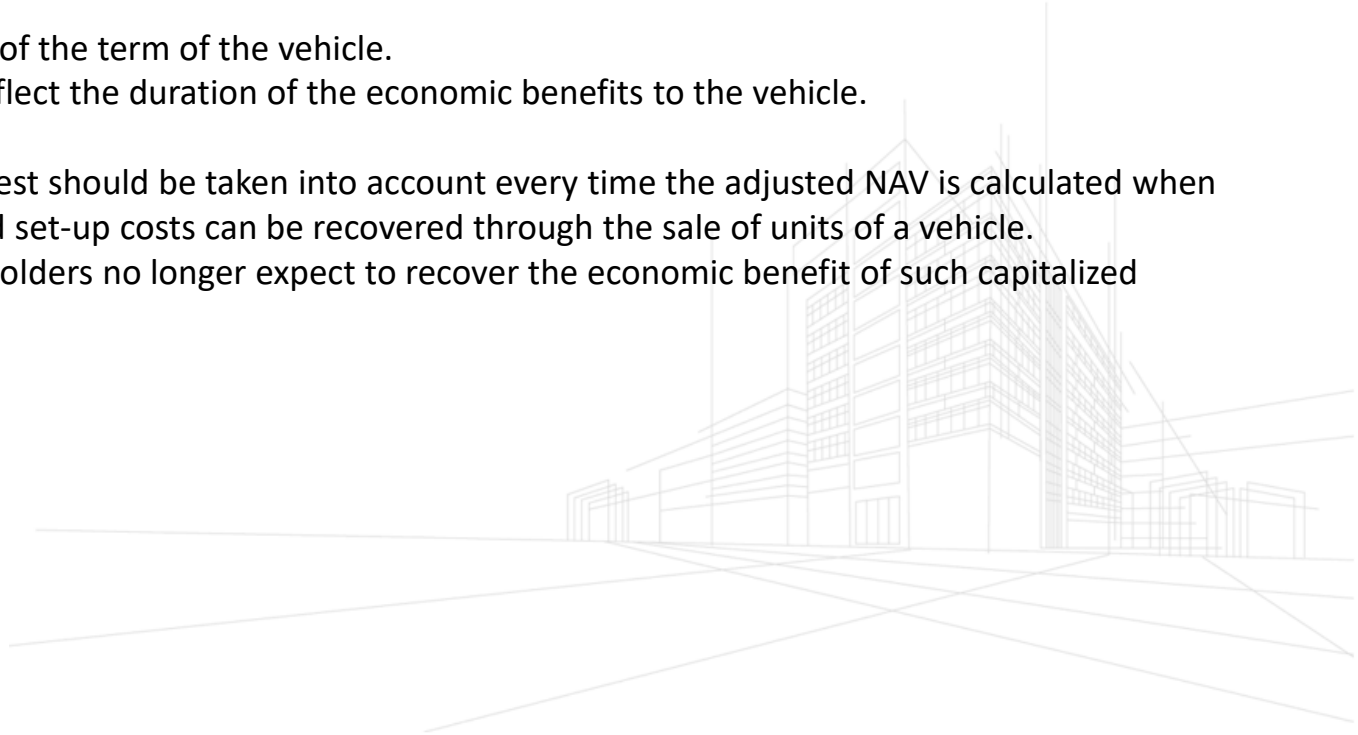 of the term of the vehicle.
flect the duration of the economic benefits to the vehicle.
est should be taken into account every time the adjusted NAV is calculated when
set-up costs can be recovered through the sale of units of a vehicle.
olders no longer expect to recover the economic benefit of such capitalized